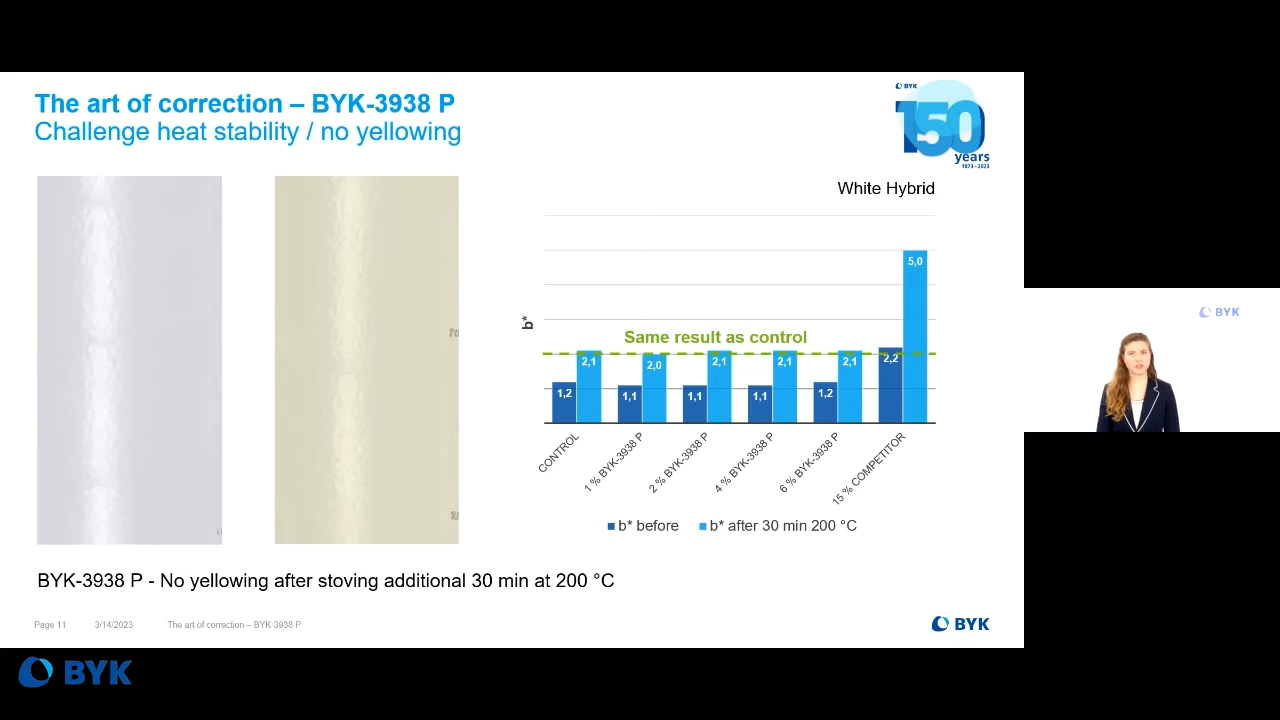 The art of correction – BYK-3938 P
Challenge heat stability / no yellowing
BYK
150
years
1873–2023
White Hybrid
b*
Same result as control
1,2
2,1
1,1
2,0
1,1
2,1
1,1
2,1
1,2
2,1
2,2
5,0
CONTROL
1 % BYK-3938 P
2 % BYK-3938 P
4 % BYK-3938 P
6 % BYK-3938 P
15 % COMPETITOR
b* before
b* after 30 min 200 °C
BYK-3938 P - No yellowing after stoving additional 30 min at 200 °C
Page 11
3/14/2023
The art of correction – BYK 3938 P
BYK
BYK
BYK